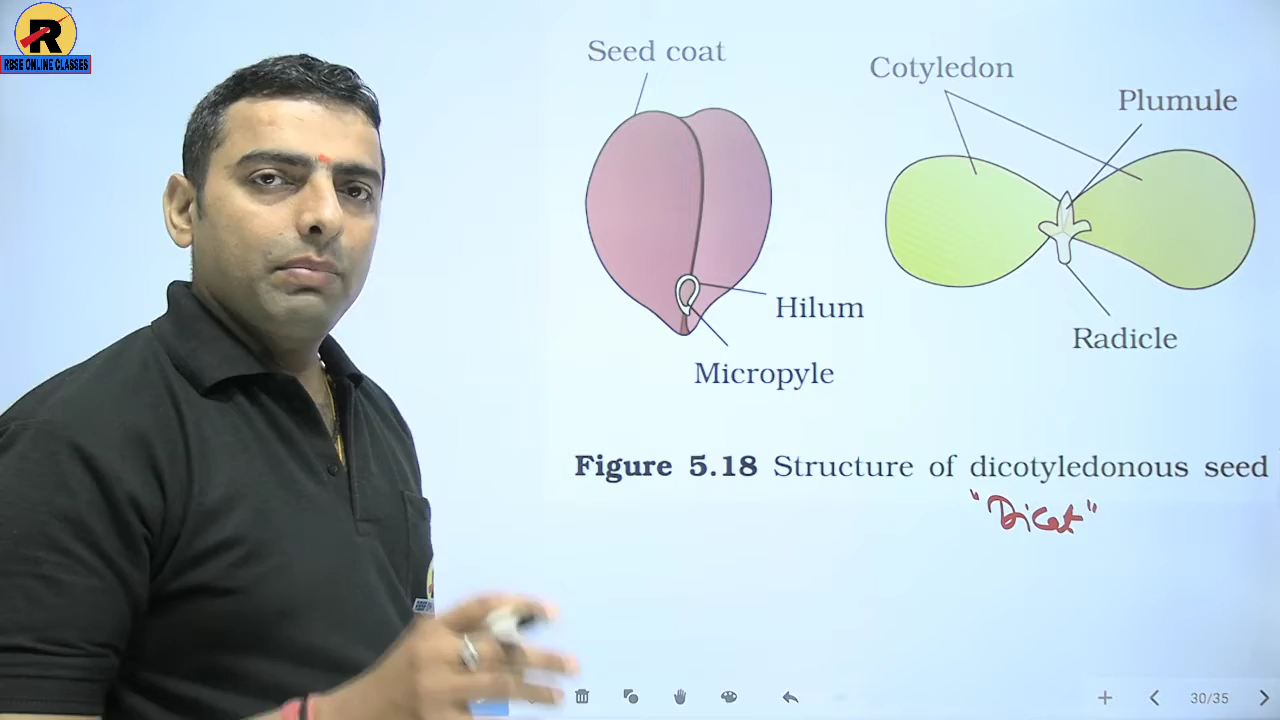 R
RBSE ONLINE CLASSES
Seed coat
Cotyledon
Plumule
Hilum
Micropyle
Radicle
Figure 5.18 Structure of dicotyledonous seed
"Dicot"
30/35